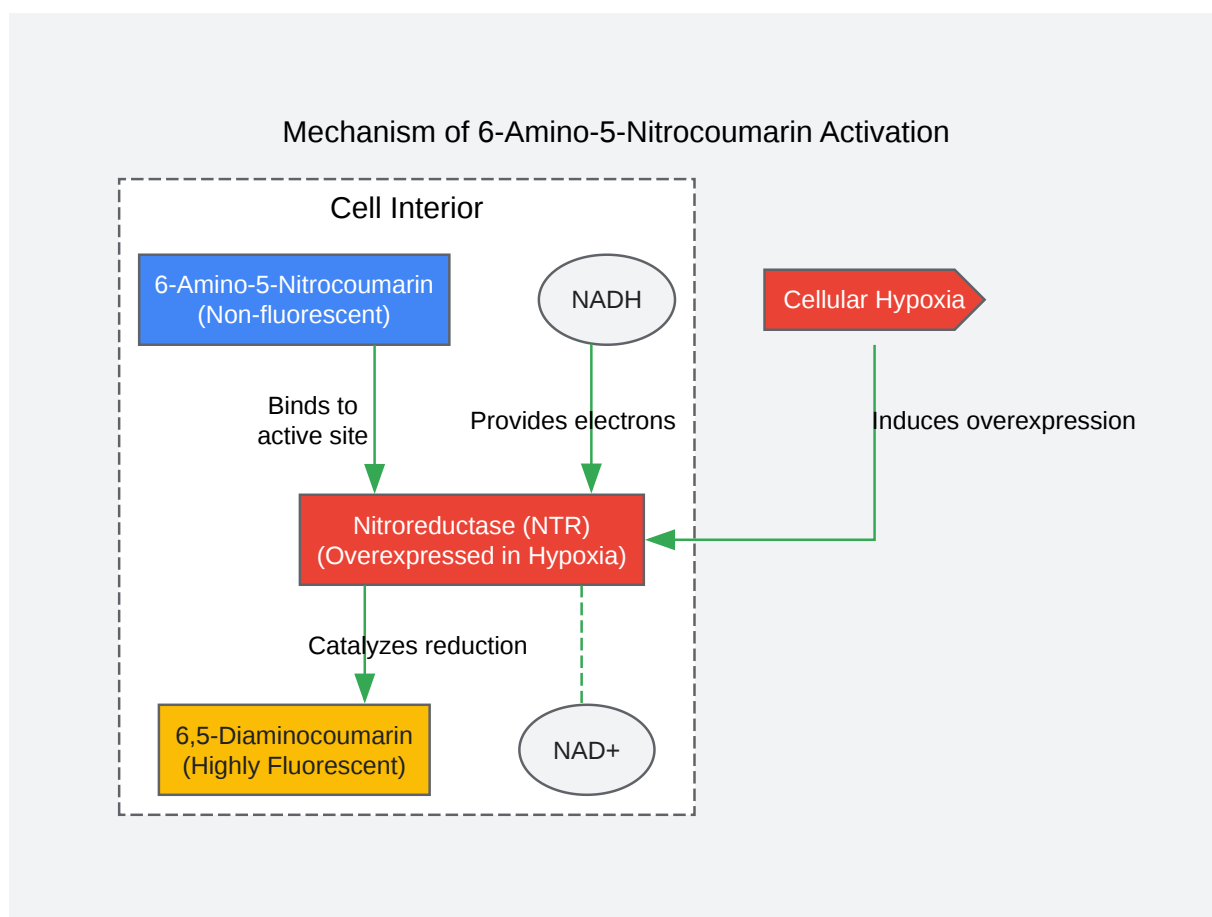 Mechanism of 6-Amino-5-Nitrocoumarin Activation
Cell Interior
6-Amino-5-Nitrocoumarin
(Non-fluorescent)
NADH
Cellular Hypoxia
Binds to
active site
Provides electrons
Induces overexpression
Nitroreductase (NTR)
(Overexpressed in Hypoxia)
Catalyzes reduction
6,5-Diaminocoumarin
(Highly Fluorescent)
NAD+